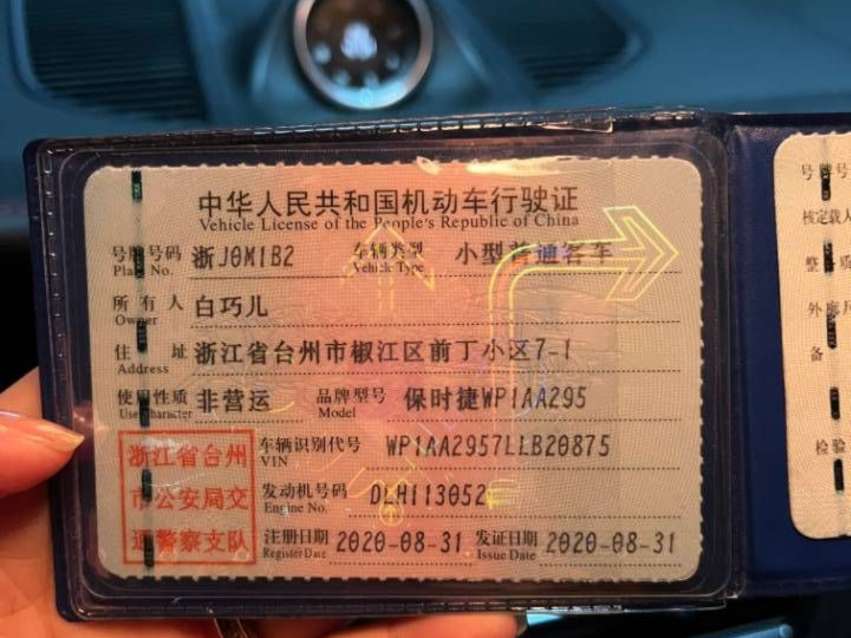 中华人民共和国机动车行驶证
Vehicle License of the People's Republic of China
号牌号码 浙J0M1B2 车辆类型 小型普通客车
Plate No. Vehicle Type
所有人 白巧儿
Owner
住址 浙江省台州市椒江区前丁小区7-1
Address
使用性质 非营运 品牌型号 保时捷WP1AA295
Use Character Model
浙江省台州
市公安局交
通警察支队
车辆识别代号 WP1AA2957LLB20875
VIN
发动机号码 DLH113052
Engine No.
注册日期 2020-08-31 发证日期 2020-08-31
Register Date Issue Date
号牌号
核定载人
整 质
外廓尺
备
检验